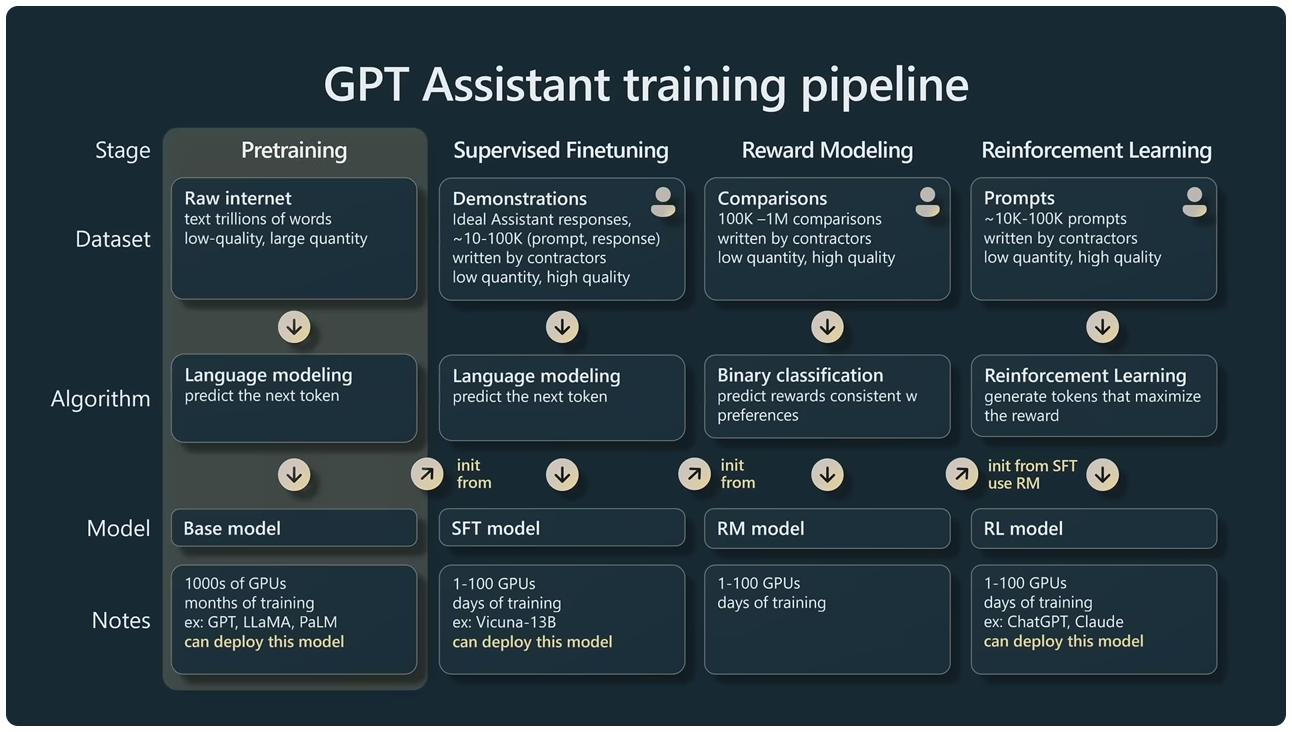 GPT Assistant training pipeline
Stage
Pretraining
Supervised Finetuning
Reward Modeling
Reinforcement Learning
Dataset
Raw internet
text trillions of words
low-quality, large quantity
Demonstrations
Ideal Assistant responses,
~10-100K (prompt, response)
written by contractors
low quantity, high quality
Comparisons
100K –1M comparisons
written by contractors
low quantity, high quality
Prompts
~10K-100K prompts
written by contractors
low quantity, high quality
Algorithm
Language modeling
predict the next token
Language modeling
predict the next token
Binary classification
predict rewards consistent w
preferences
Reinforcement Learning
generate tokens that maximize
the reward
init
from
init
from
init from SFT
use RM
Model
Base model
SFT model
RM model
RL model
Notes
1000s of GPUs
months of training
ex: GPT, LLaMA, PaLM
can deploy this model
1-100 GPUs
days of training
ex: Vicuna-13B
can deploy this model
1-100 GPUs
days of training
1-100 GPUs
days of training
ex: ChatGPT, Claude
can deploy this model